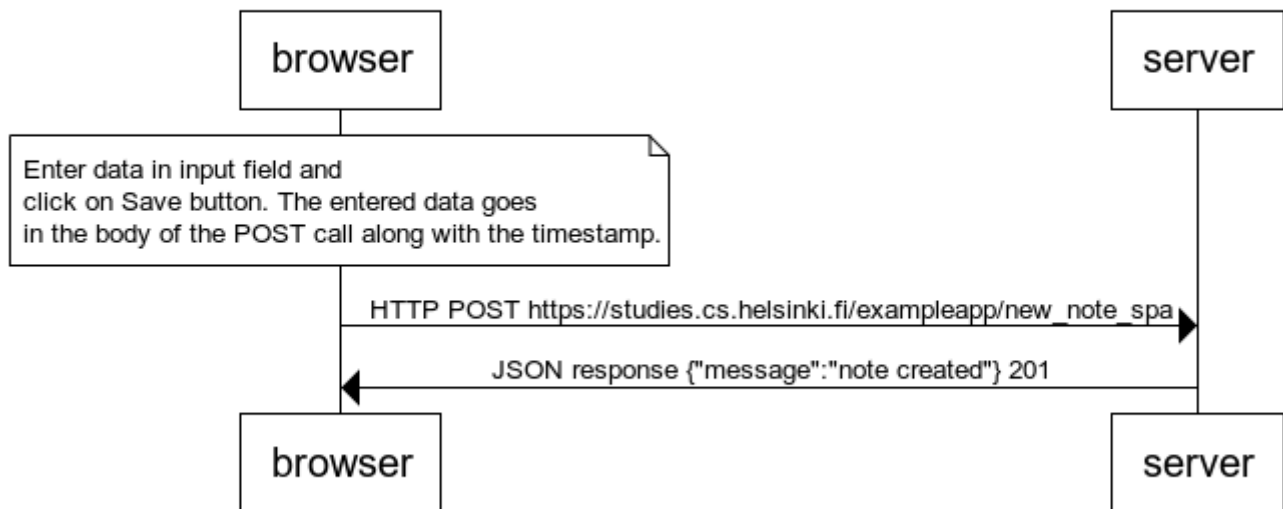 browser
server
Enter data in input field and
click on Save button. The entered data goes
in the body of the POST call along with the timestamp.
HTTP POST https://studies.cs.helsinki.fi/exampleapp/new_note_spa
JSON response {"message":"note created"} 201
browser
server